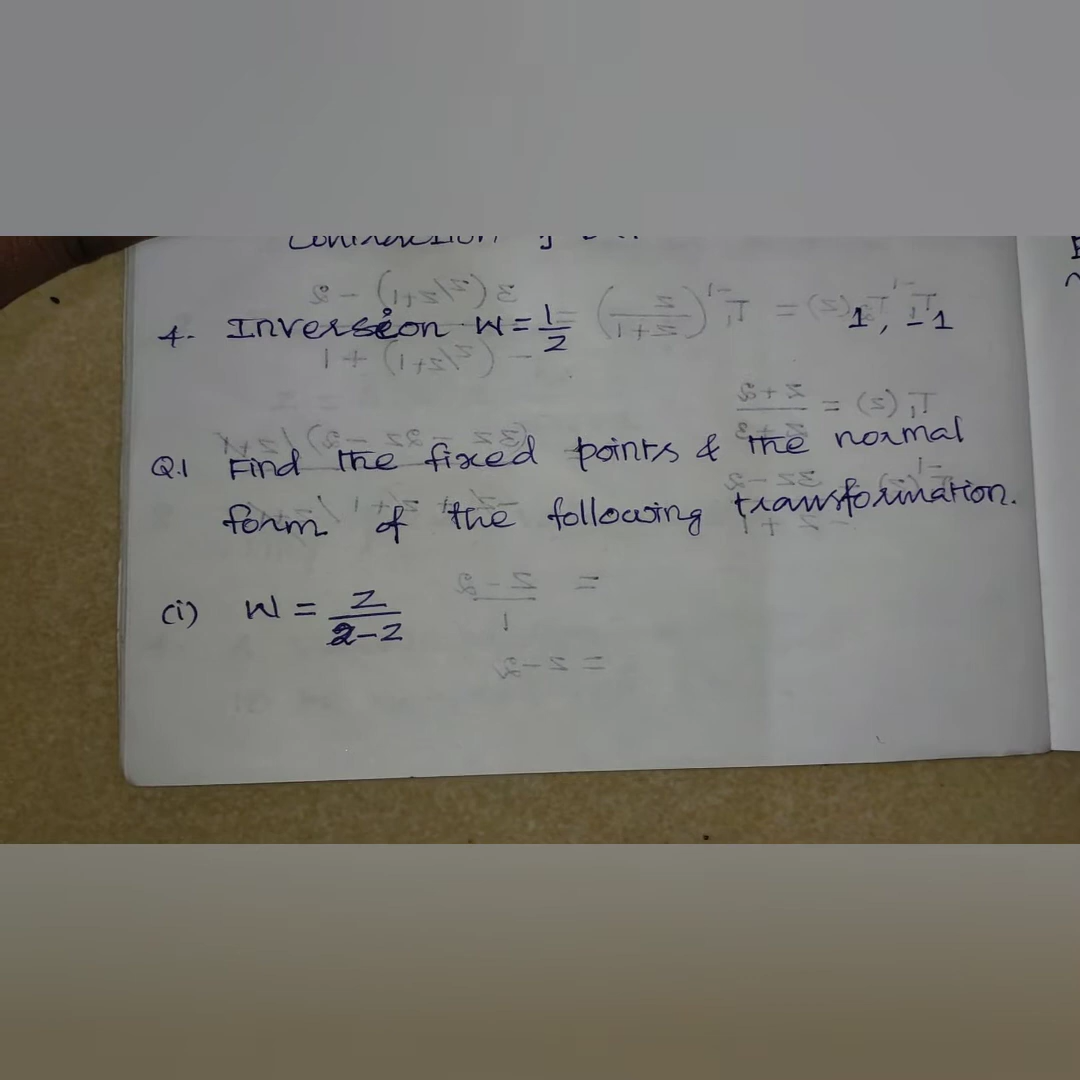 4. Inversion W = 1/z 1, -1
Q.1 Find the fixed points & the normal
form of the following transformation.
(i) W = z/(2-z)